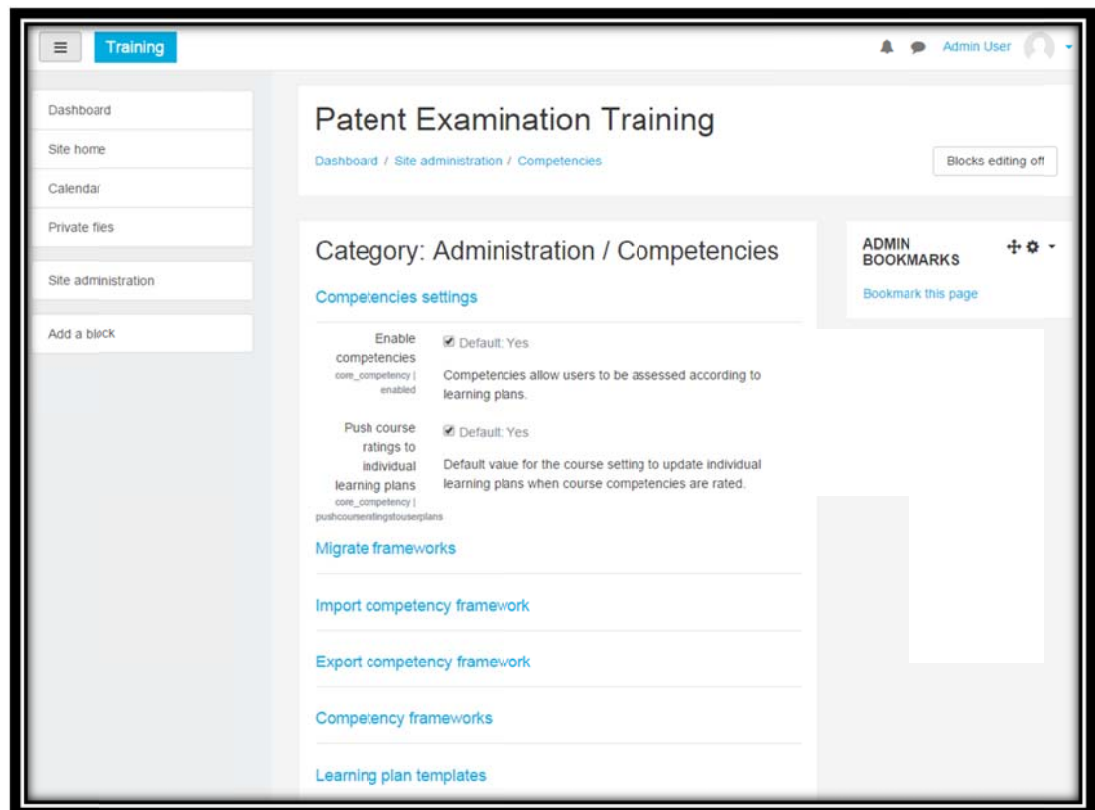 Training
Admin User
Dashboard
Site home
Calendar
Private files
Site administration
Add a block
Patent Examination Training
Dashboard / Site administration / Competencies
Blocks editing off
Category: Administration / Competencies
Competencies settings
Enable
competencies
core_competency |
enabled
Default: Yes
Competencies allow users to be assessed according to
learning plans.
Push course
ratings to
individual
learning plans
core_competency |
pushcourseratingstouserplans
Default: Yes
Default value for the course setting to update individual
learning plans when course competencies are rated.
Migrate frameworks
Import competency framework
Export competency framework
Competency frameworks
Learning plan templates
ADMIN
BOOKMARKS
Bookmark this page